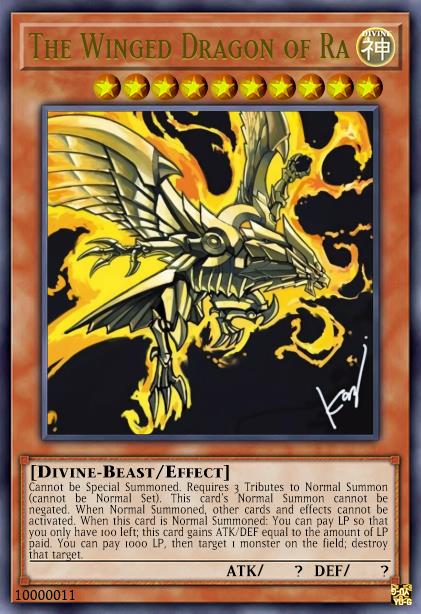 The Winged Dragon of Ra
DIVINE
神
[Divine-Beast/Effect]
Cannot be Special Summoned. Requires 3 Tributes to Normal Summon
(cannot be Normal Set). This card's Normal Summon cannot be
negated. When Normal Summoned, other cards and effects cannot be
activated. When this card is Normal Summoned: You can pay LP so that
you only have 100 left; this card gains ATK/DEF equal to the amount of LP
paid. You can pay 1000 LP, then target 1 monster on the field; destroy
that target.
ATK/ ? DEF/ ?
10000011